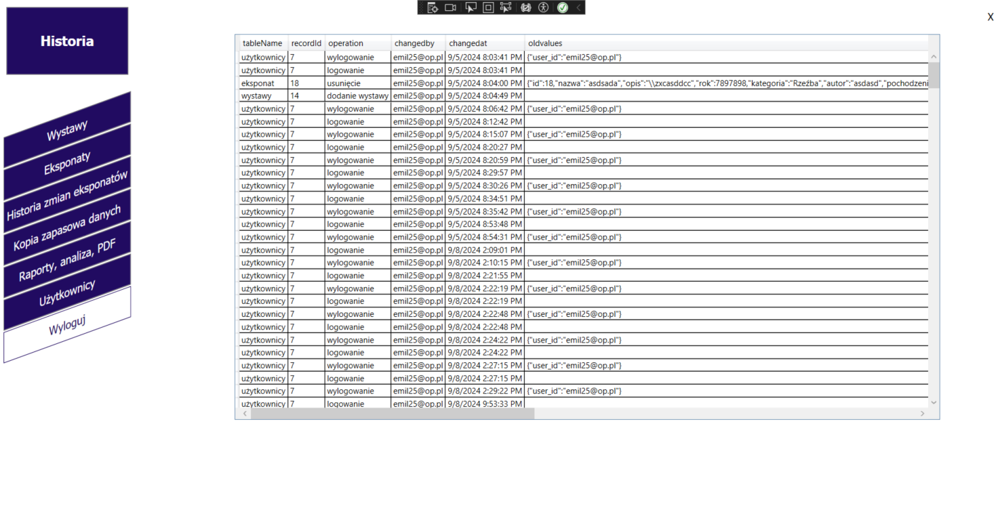 X
Historia
Wystawy
Eksponaty
Historia zmian eksponatów
Kopia zapasowa danych
Raporty, analiza, PDF
Użytkownicy
Wyloguj
tableName recordId operation changedby changedat oldvalues
użytkownicy 7 wylogowanie emil25@op.pl 9/5/2024 8:03:41 PM {"user_id":"emil25@op.pl"}
użytkownicy 7 logowanie emil25@op.pl 9/5/2024 8:03:41 PM
eksponat 18 usunięcie emil25@op.pl 9/5/2024 8:04:00 PM {"id":18,"nazwa":"asdsada","opis":"\\zxcasddcc","rok":7897898,"kategoria":"Rzeźba","autor":"asdasd","pochodzeni
wystawy 14 dodanie wystawy emil25@op.pl 9/5/2024 8:04:49 PM
użytkownicy 7 wylogowanie emil25@op.pl 9/5/2024 8:06:42 PM {"user_id":"emil25@op.pl"}
użytkownicy 7 logowanie emil25@op.pl 9/5/2024 8:12:42 PM
użytkownicy 7 wylogowanie emil25@op.pl 9/5/2024 8:15:07 PM {"user_id":"emil25@op.pl"}
użytkownicy 7 logowanie emil25@op.pl 9/5/2024 8:20:27 PM
użytkownicy 7 wylogowanie emil25@op.pl 9/5/2024 8:20:59 PM {"user_id":"emil25@op.pl"}
użytkownicy 7 logowanie emil25@op.pl 9/5/2024 8:29:57 PM
użytkownicy 7 wylogowanie emil25@op.pl 9/5/2024 8:30:26 PM {"user_id":"emil25@op.pl"}
użytkownicy 7 logowanie emil25@op.pl 9/5/2024 8:34:51 PM
użytkownicy 7 wylogowanie emil25@op.pl 9/5/2024 8:35:42 PM {"user_id":"emil25@op.pl"}
użytkownicy 7 logowanie emil25@op.pl 9/5/2024 8:53:48 PM
użytkownicy 7 wylogowanie emil25@op.pl 9/5/2024 8:54:31 PM {"user_id":"emil25@op.pl"}
użytkownicy 7 logowanie emil25@op.pl 9/8/2024 2:09:01 PM
użytkownicy 7 wylogowanie emil25@op.pl 9/8/2024 2:10:15 PM {"user_id":"emil25@op.pl"}
użytkownicy 7 logowanie emil25@op.pl 9/8/2024 2:21:55 PM
użytkownicy 7 wylogowanie emil25@op.pl 9/8/2024 2:22:19 PM {"user_id":"emil25@op.pl"}
użytkownicy 7 logowanie emil25@op.pl 9/8/2024 2:22:19 PM
użytkownicy 7 wylogowanie emil25@op.pl 9/8/2024 2:22:48 PM {"user_id":"emil25@op.pl"}
użytkownicy 7 logowanie emil25@op.pl 9/8/2024 2:22:48 PM
użytkownicy 7 wylogowanie emil25@op.pl 9/8/2024 2:24:22 PM {"user_id":"emil25@op.pl"}
użytkownicy 7 logowanie emil25@op.pl 9/8/2024 2:24:22 PM
użytkownicy 7 wylogowanie emil25@op.pl 9/8/2024 2:27:15 PM {"user_id":"emil25@op.pl"}
użytkownicy 7 logowanie emil25@op.pl 9/8/2024 2:27:15 PM
użytkownicy 7 wylogowanie emil25@op.pl 9/8/2024 2:29:22 PM {"user_id":"emil25@op.pl"}
użytkownicy 7 logowanie emil25@op.pl 9/8/2024 9:53:33 PM